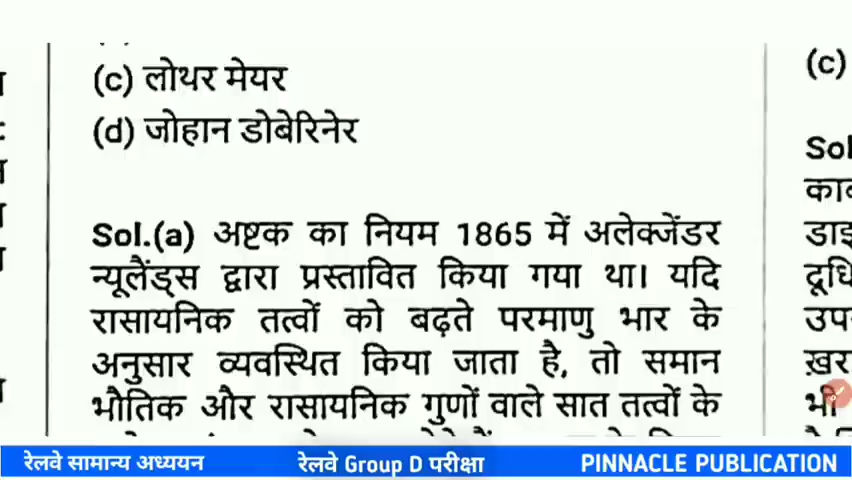 (c) लोथर मेयर
(d) जोहान डोबेरिनेर
Sol.(a) अष्टक का नियम 1865 में अलेक्जेंडर
न्यूलैंड्स द्वारा प्रस्तावित किया गया था। यदि
रासायनिक तत्वों को बढ़ते परमाणु भार के
अनुसार व्यवस्थित किया जाता है, तो समान
भौतिक और रासायनिक गुणों वाले सात तत्वों के
(c)
रेलवे सामान्य अध्ययन
रेलवे Group D परीक्षा
PINNACLE PUBLICATION